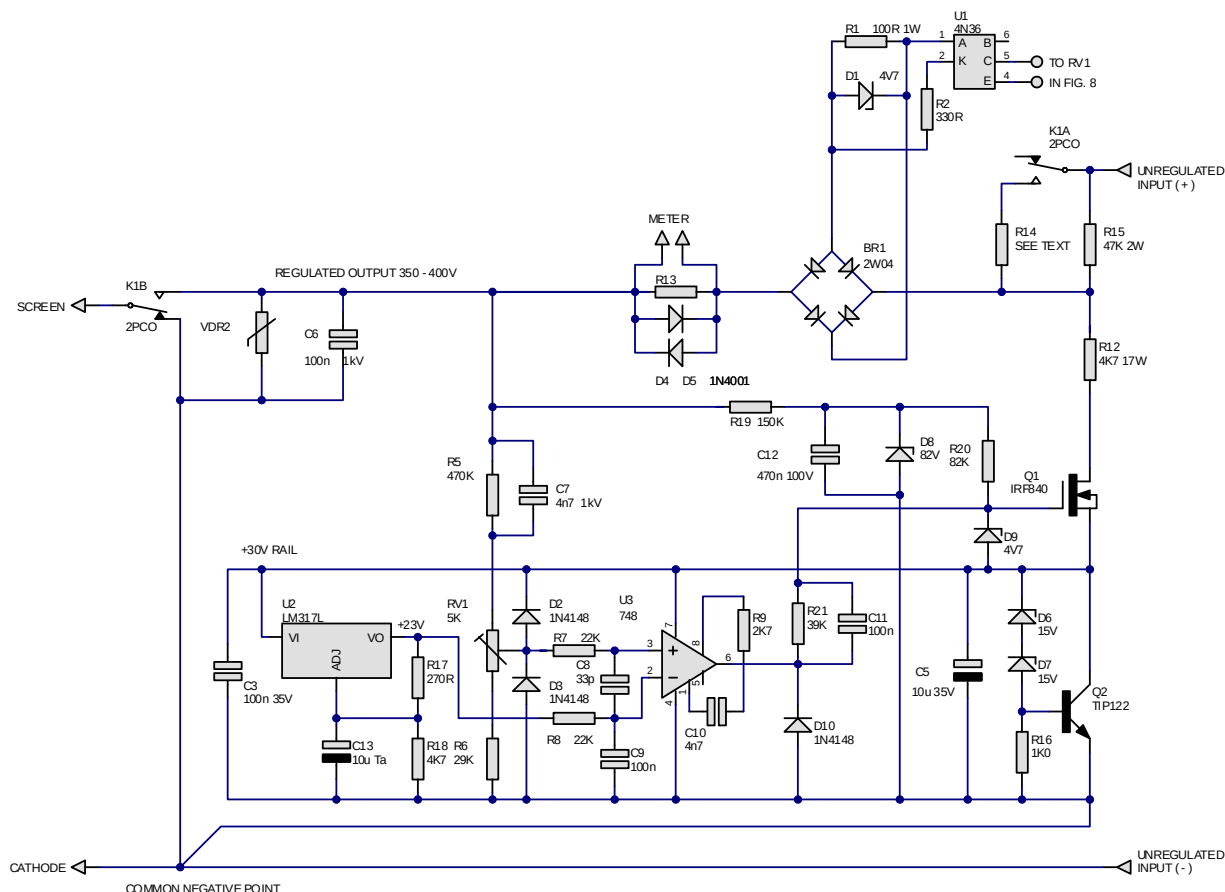 U1
4N36
R1 100R 1W
1
A
B
6
2
K
C
5
TO RV1
E
4
IN FIG. 8
D1 4V7
R2
330R
K1A
2PCO
UNREGULATED
INPUT ( + )
METER
R14
SEE TEXT
R15
47K 2W
BR1
2W04
REGULATED OUTPUT 350 - 400V
R13
K1B
SCREEN
2PCO
VDR2
C6
100n 1kV
R12
4K7 17W
D4 D5 1N4001
R19 150K
D8
82V
R20
82K
C12
470n 100V
Q1
IRF840
R5
470K
C7
4n7 1kV
D9
4V7
+30V RAIL
U2
LM317L
+23V
VI
VO
ADJ
RV1
5K
D2
1N4148
U3
748
R7 22K
R9
2K7
R21
39K
C11
100n
D6
15V
D7
15V
3
2
7
8
6
1
5
4
C8
33p
R17
270R
D3
1N4148
C3
100n 35V
C5
10u 35V
Q2
TIP122
R8 22K
C10
4n7
D10
1N4148
R16
1K0
C13
10u Ta
R18
4K7
R6
29K
C9
100n
CATHODE
UNREGULATED
INPUT ( - )
COMMON NEGATIVE POINT